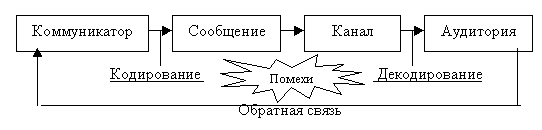 Коммуникатор Сообщение Канал Аудитория
Кодирование Помехи Декодирование
Обратная связь